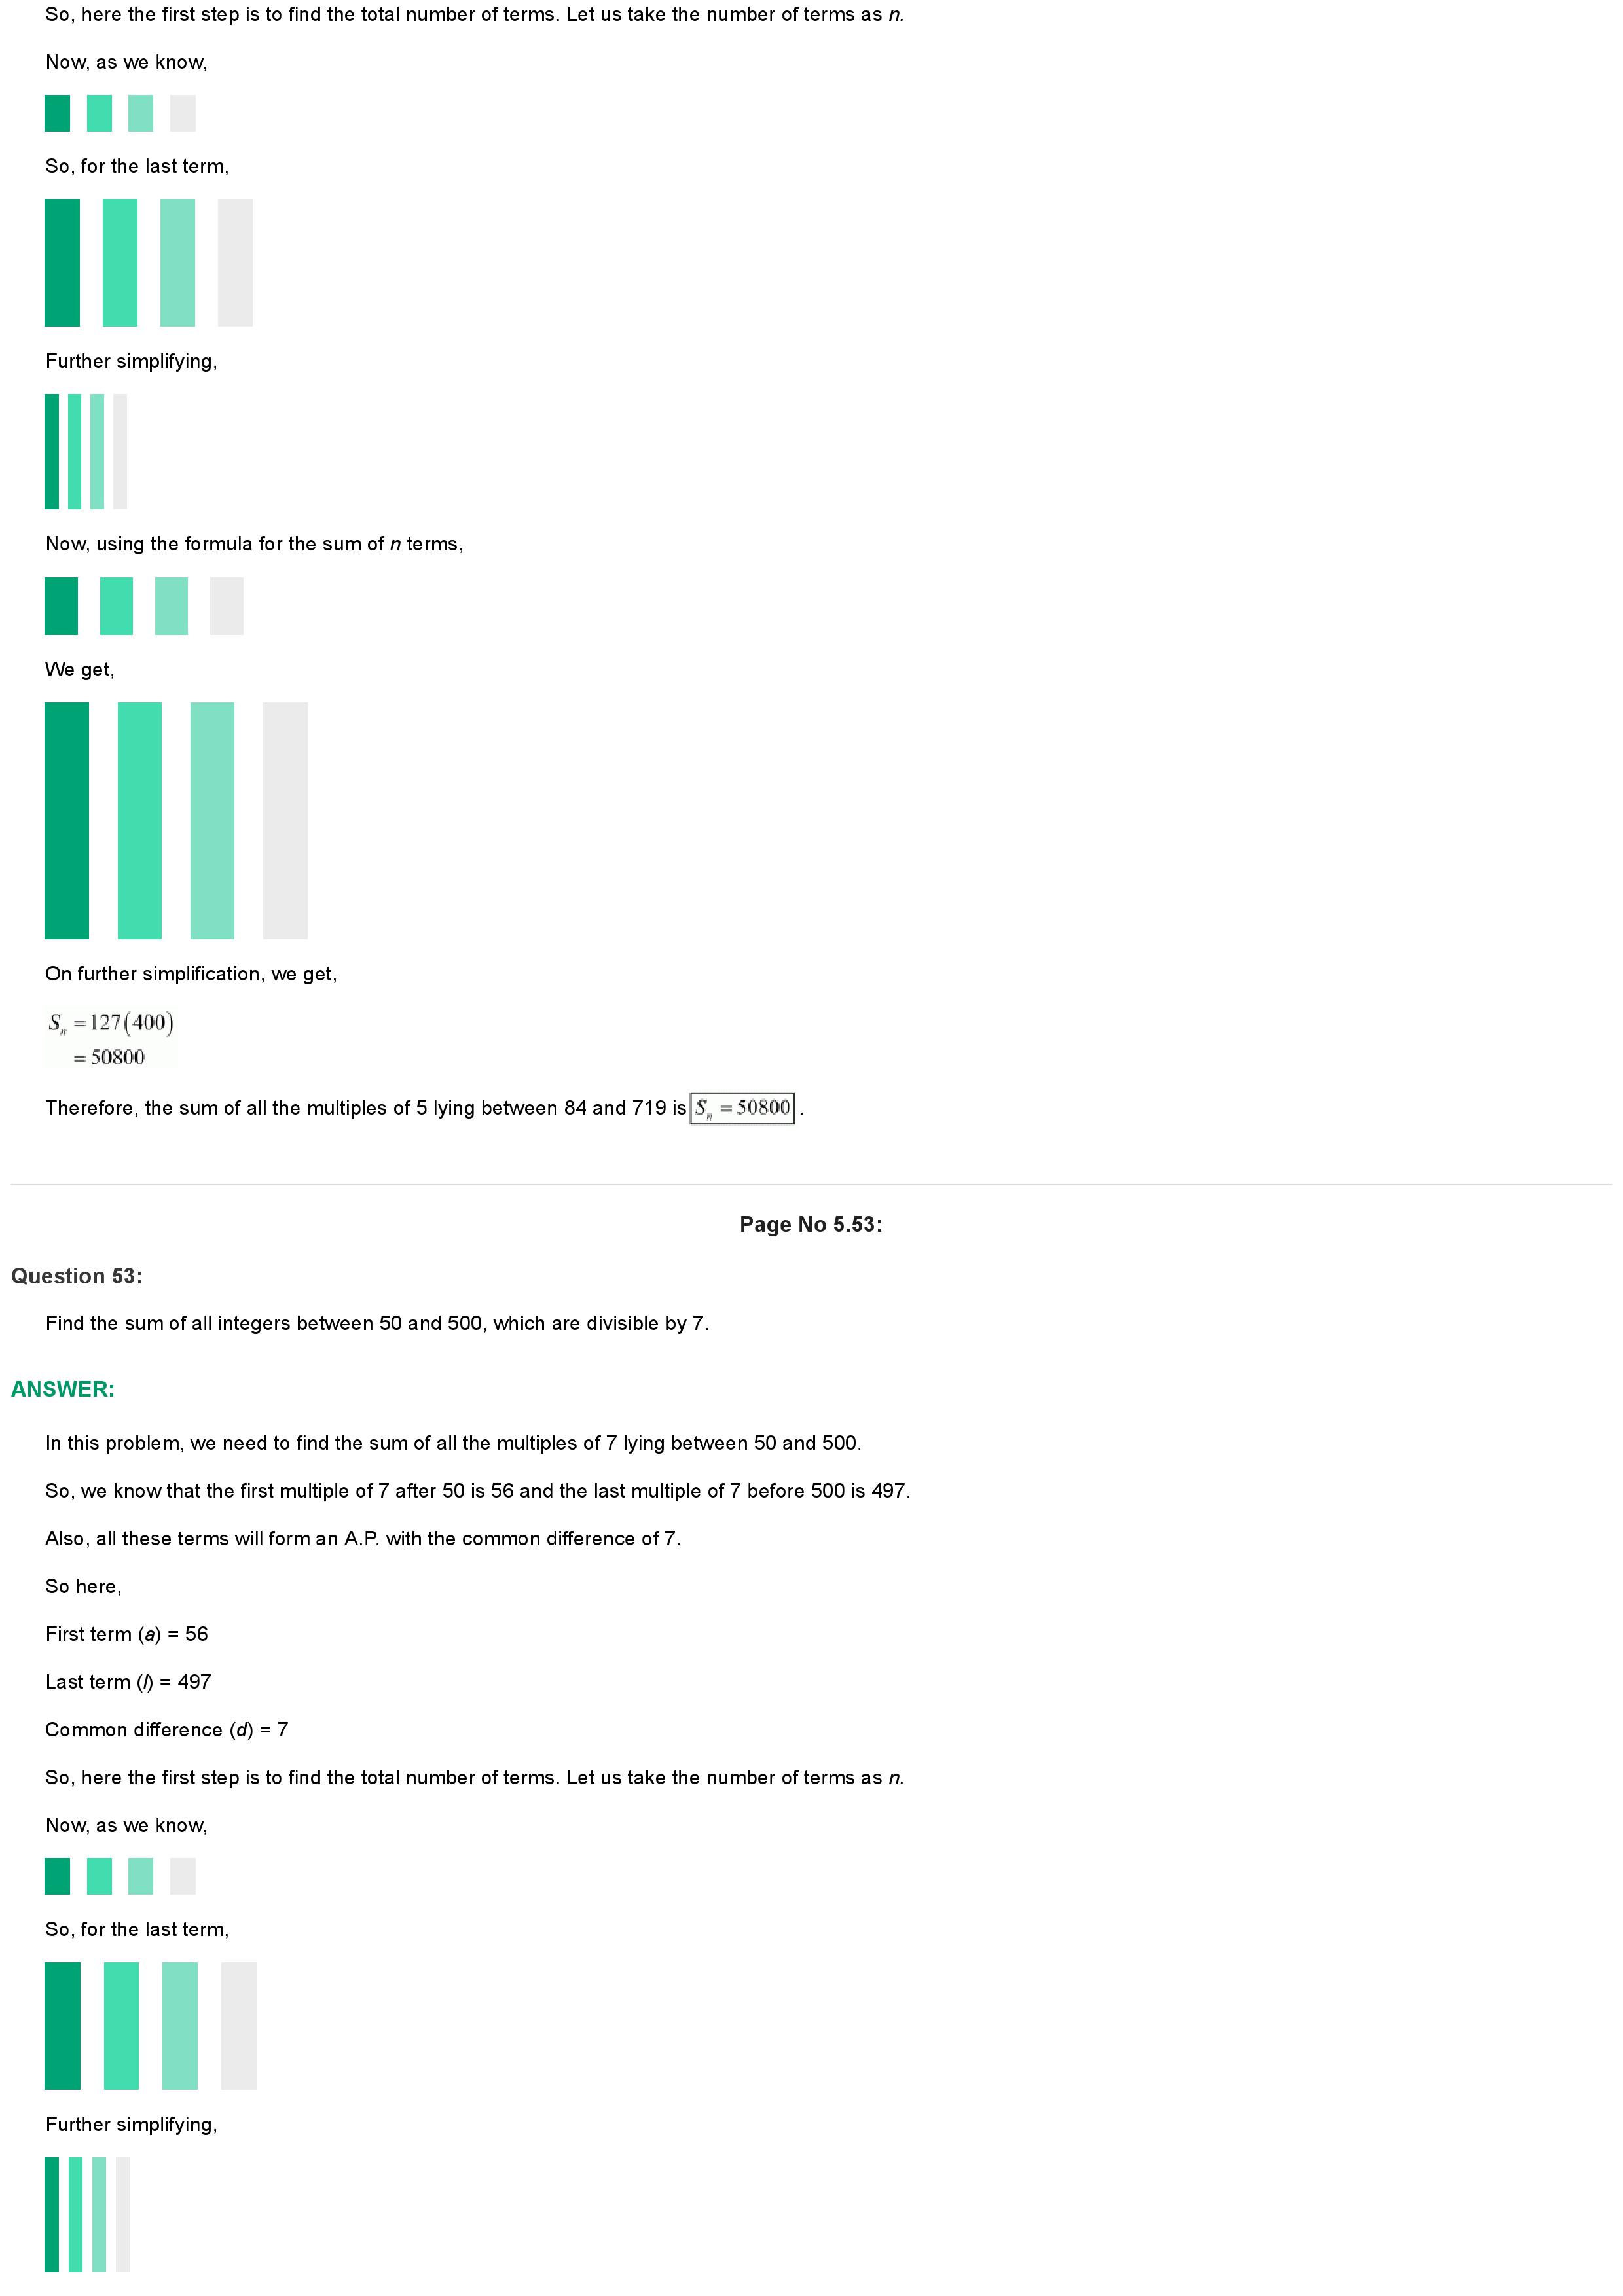 So, here the first step is to find the total number of terms. Let us take the number of terms as n.
Now, as we know,
So, for the last term,
Further simplifying,
Now, using the formula for the sum of n terms,
We get,
On further simplification, we get,
Sₙ = 127(400)
= 50800
Therefore, the sum of all the multiples of 5 lying between 84 and 719 is Sₙ = 50800 .
Page No 5.53:
Question 53:
Find the sum of all integers between 50 and 500, which are divisible by 7.
ANSWER:
In this problem, we need to find the sum of all the multiples of 7 lying between 50 and 500.
So, we know that the first multiple of 7 after 50 is 56 and the last multiple of 7 before 500 is 497.
Also, all these terms will form an A.P. with the common difference of 7.
So here,
First term (a) = 56
Last term (l) = 497
Common difference (d) = 7
So, here the first step is to find the total number of terms. Let us take the number of terms as n.
Now, as we know,
So, for the last term,
Further simplifying,